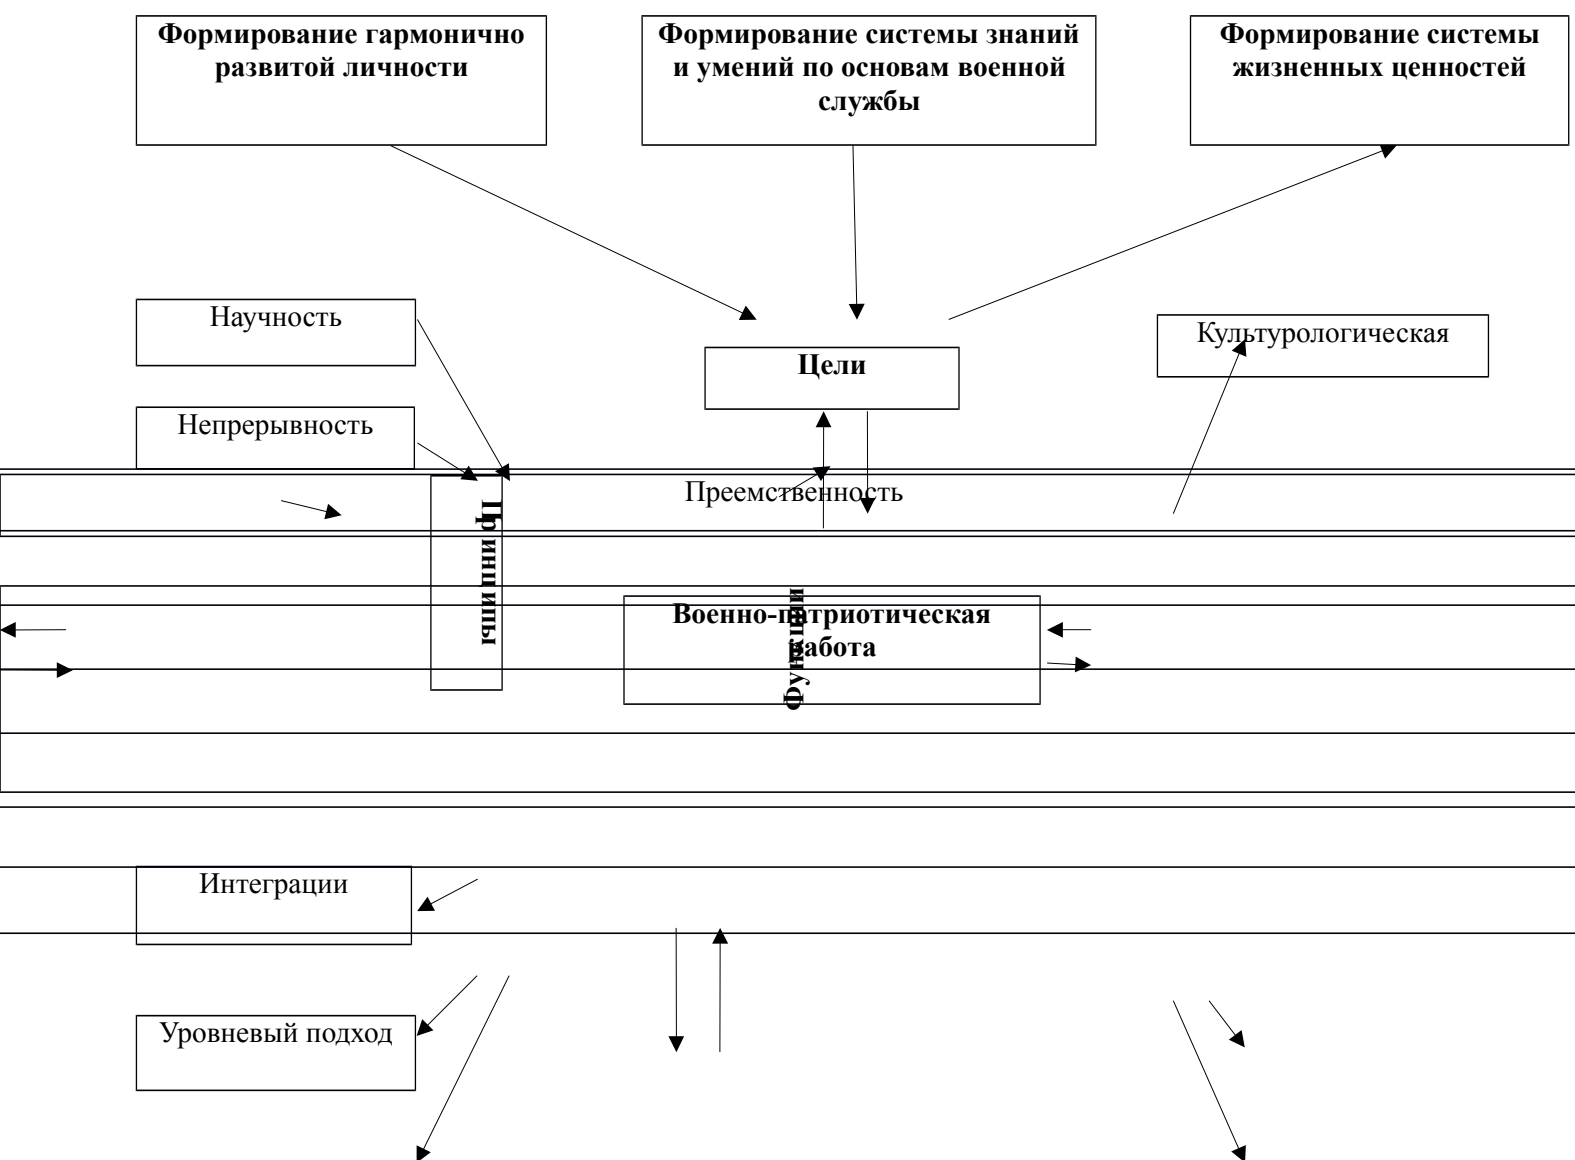 Формирование гармонично
развитой личности
Формирование системы знаний
и умений по основам военной
службы
Формирование системы
жизненных ценностей
Научность
Культурологическая
Цели
Непрерывность
Преемственность
Принципы
Военно-патриотическая
работа
Функции
Интеграции
Уровневый подход